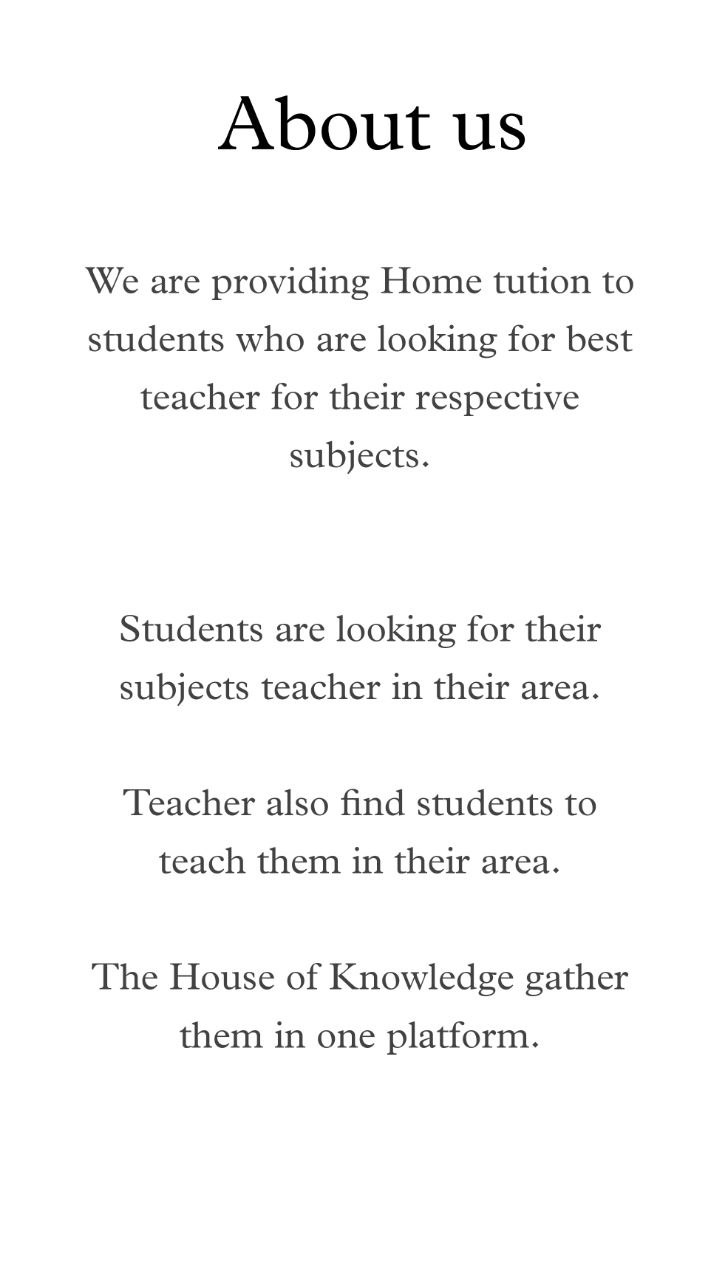 About us
We are providing Home tution to
students who are looking for best
teacher for their respective
subjects.
Students are looking for their
subjects teacher in their area.
Teacher also find students to
teach them in their area.
The House of Knowledge gather
them in one platform.